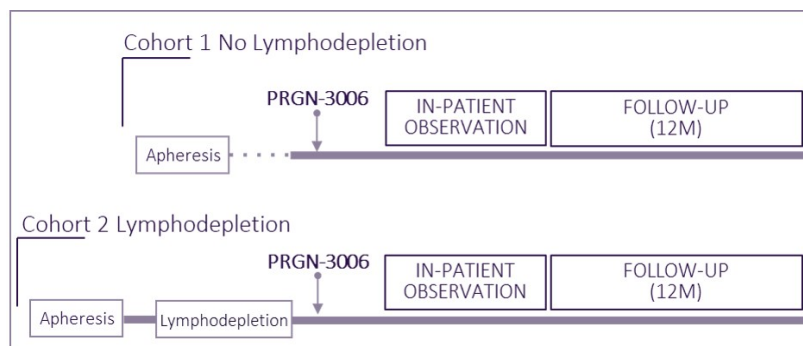 Cohort 1 No Lymphodepletion
PRGN-3006
IN-PATIENT
OBSERVATION
FOLLOW-UP
(12M)
Apheresis
Cohort 2 Lymphodepletion
PRGN-3006
IN-PATIENT
OBSERVATION
FOLLOW-UP
(12M)
Apheresis
Lymphodepletion